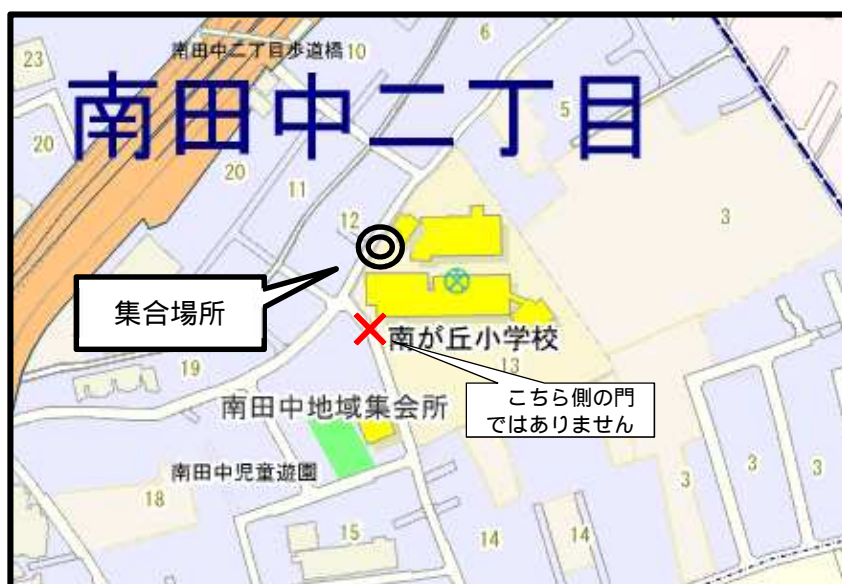 南田中二丁目歩道橋
10
6
23
南田中二丁目
5
20
20
11
3
12
集合場所
南が丘小学校
13
19
こちら側の門
ではありません
南田中地域集会所
南田中児童遊園
18
3
3
3
15
14
14